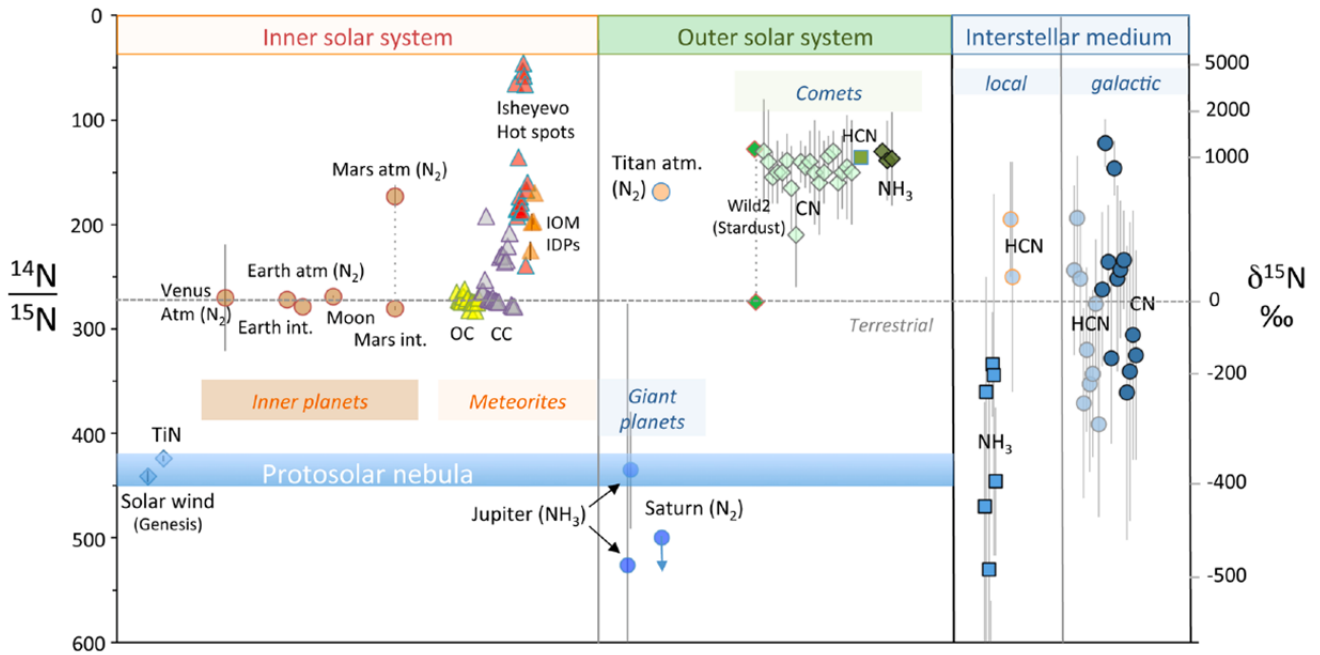 Inner solar system
Outer solar system
Interstellar medium
0
100
200
300
400
500
600
¹⁴N
¹⁵N
5000
2000
1000
0
-200
-400
-500
δ¹⁵N
‰
local
galactic
Comets
Isheyevo
Hot spots
Mars atm (N₂)
IOM
IDPs
Earth atm (N₂)
Venus
Atm (N₂)
Earth int.
Moon
Mars int.
OC
CC
Titan atm.
(N₂)
HCN
NH₃
Wild2
(Stardust)
CN
Terrestrial
HCN
HCN
CN
NH₃
Inner planets
Meteorites
Giant
planets
TiN
Protosolar nebula
Solar wind
(Genesis)
Jupiter (NH₃)
Saturn (N₂)